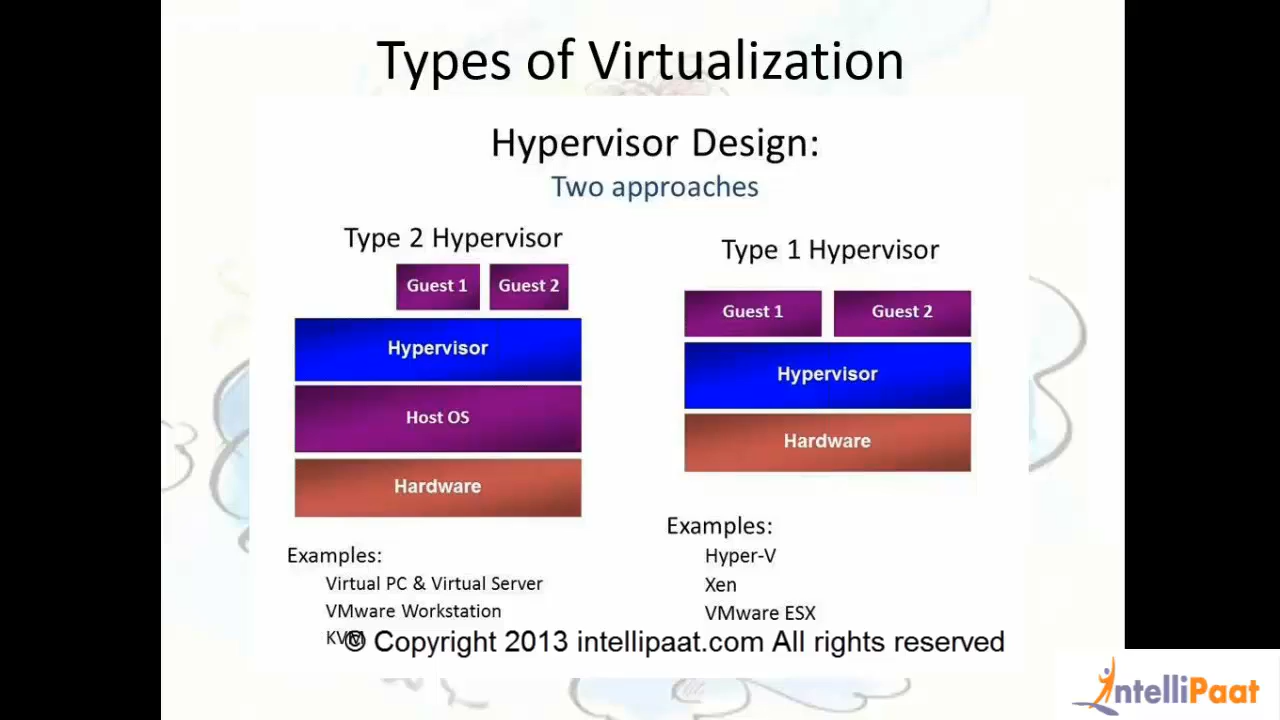 Types of Virtualization
Hypervisor Design:
Two approaches
Type 2 Hypervisor
Guest 1
Guest 2
Hypervisor
Host OS
Hardware
Examples:
Virtual PC & Virtual Server
VMware Workstation
KVM
Type 1 Hypervisor
Guest 1
Guest 2
Hypervisor
Hardware
Examples:
Hyper-V
Xen
VMware ESX
© Copyright 2013 intellipaat.com All rights reserved
IntelliPaat